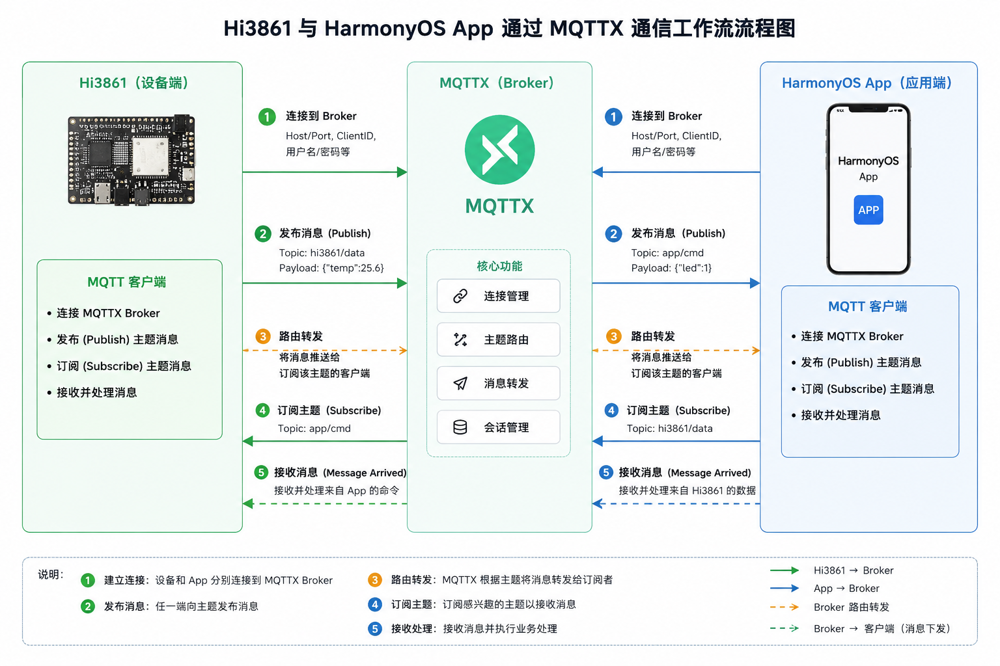 Hi3861 与 HarmonyOS App 通过 MQTTX 通信工作流流程图
Hi3861（设备端）
MQTT 客户端
• 连接 MQTTX Broker
• 发布 (Publish) 主题消息
• 订阅 (Subscribe) 主题消息
• 接收并处理消息
1 连接到 Broker
Host/Port, ClientID,
用户名/密码等
2 发布消息 (Publish)
Topic: hi3861/data
Payload: {"temp":25.6}
3 路由转发
将消息推送给
订阅该主题的客户端
4 订阅主题 (Subscribe)
Topic: app/cmd
5 接收消息 (Message Arrived)
接收并处理来自 App 的命令
MQTTX（Broker）
MQTTX
核心功能
连接管理
主题路由
消息转发
会话管理
1 连接到 Broker
Host/Port, ClientID,
用户名/密码等
2 发布消息 (Publish)
Topic: app/cmd
Payload: {"led":1}
3 路由转发
将消息推送给
订阅该主题的客户端
4 订阅主题 (Subscribe)
Topic: hi3861/data
5 接收消息 (Message Arrived)
接收并处理来自 Hi3861 的数据
HarmonyOS App（应用端）
HarmonyOS
App
APP
MQTT 客户端
• 连接 MQTTX Broker
• 发布 (Publish) 主题消息
• 订阅 (Subscribe) 主题消息
• 接收并处理消息
说明：
1 建立连接：设备和 App 分别连接到 MQTTX Broker
2 发布消息：任一端向主题发布消息
3 路由转发：MQTTX 根据主题将消息转发给订阅者
4 订阅主题：订阅感兴趣的主题以接收消息
5 接收处理：接收消息并执行业务处理
Hi3861 → Broker
App → Broker
Broker 路由转发
Broker → 客户端（消息下发）